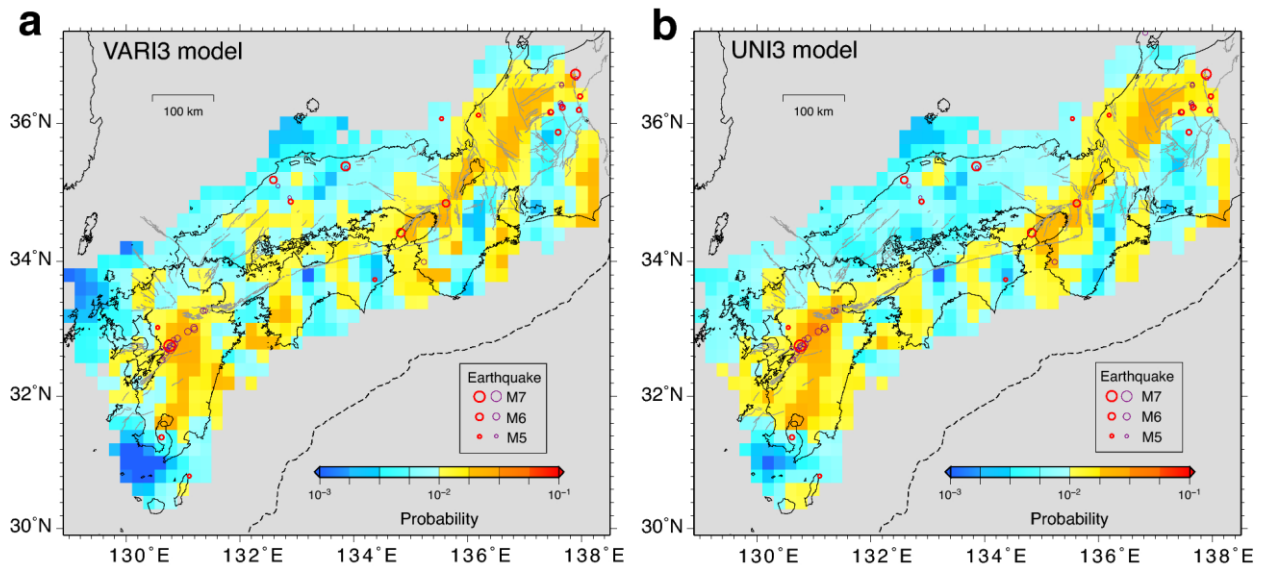 a
VARI3 model
100 km
36°N
34°N
32°N
30°N
130°E
132°E
134°E
136°E
138°E
Earthquake
M7
M6
M5
10⁻³
10⁻²
10⁻¹
Probability
b
UNI3 model
100 km
36°N
34°N
32°N
30°N
130°E
132°E
134°E
136°E
138°E
Earthquake
M7
M6
M5
10⁻³
10⁻²
10⁻¹
Probability